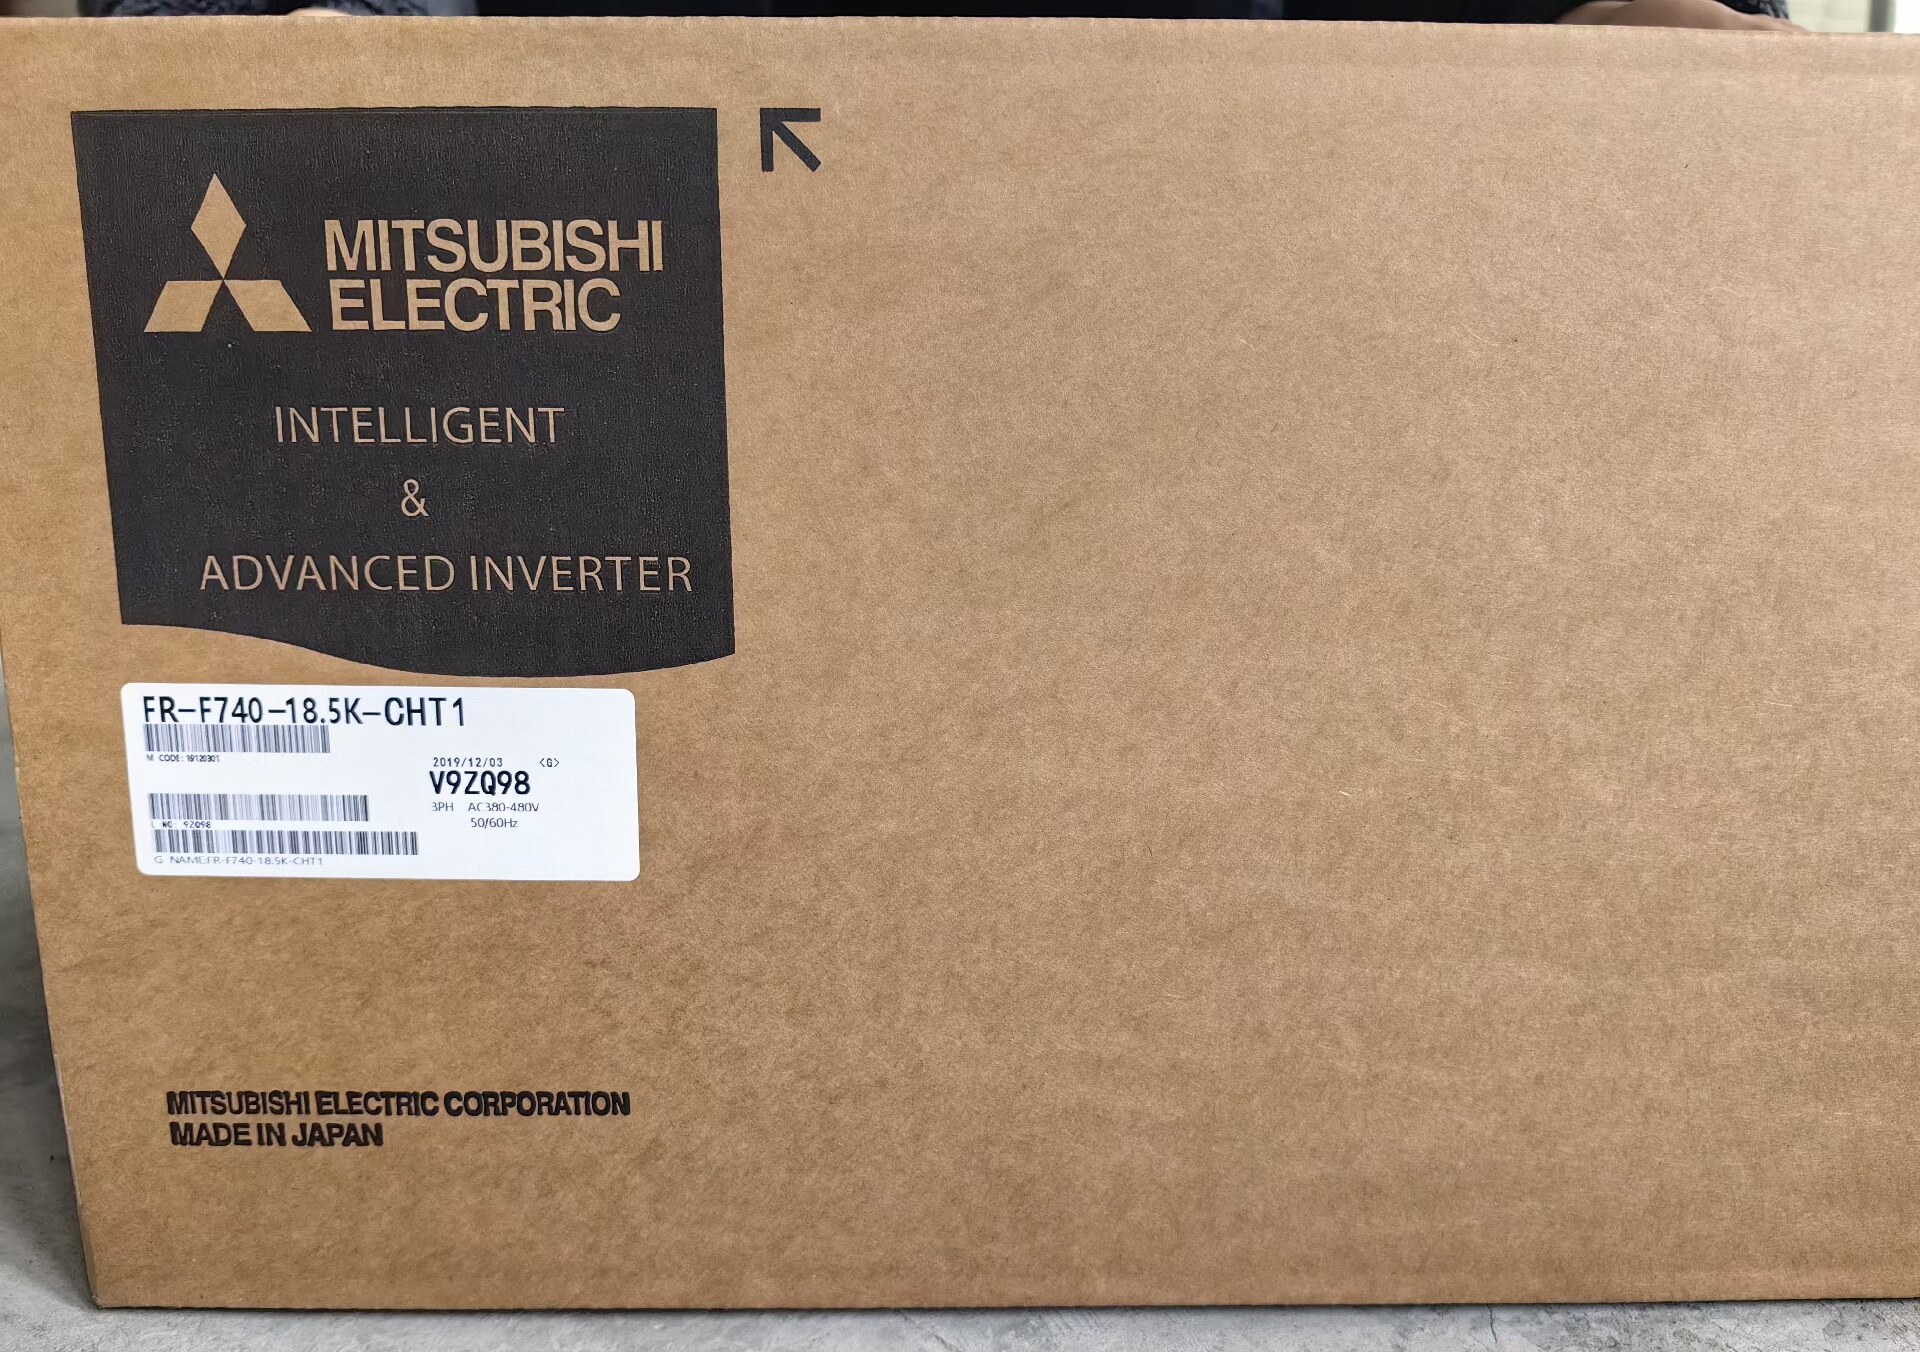 MITSUBISHI
ELECTRIC
INTELLIGENT
&
ADVANCED INVERTER
FR-F740-18.5K-CHT1
M CODE:19120301
2019/12/03 <G>
V9ZQ98
3PH AC380-480V
50/60Hz
L NO: 9ZQ98
G NAME:FR-F740-18.5K-CHT1
MITSUBISHI ELECTRIC CORPORATION
MADE IN JAPAN